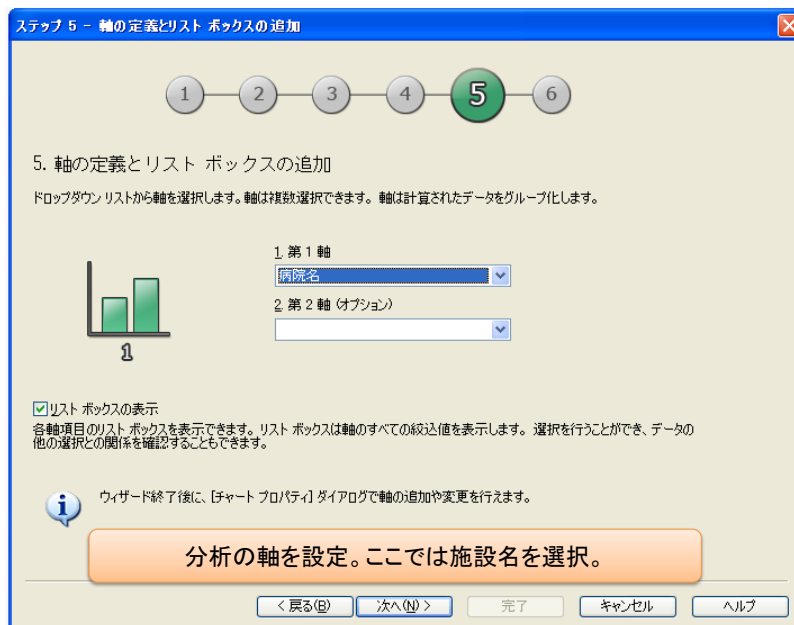 ステップ 5 - 軸の定義とリスト ボックスの追加
1 2 3 4 5 6
5. 軸の定義とリスト ボックスの追加
ドロップダウン リストから軸を選択します。軸は複数選択できます。 軸は計算されたデータをグループ化します。
1. 第 1 軸
病院名
2. 第 2 軸 (オプション)
1
リスト ボックスの表示
各軸項目のリスト ボックスを表示できます。リスト ボックスは軸のすべての絞込値を表示します。 選択を行うことができ、データの
他の選択との関係を確認することもできます。
ウィザード終了後に、[チャート プロパティ] ダイアログで軸の追加や変更を行えます。
分析の軸を設定。ここでは施設名を選択。
< 戻る(B) 次へ(N) > 完了 キャンセル ヘルプ